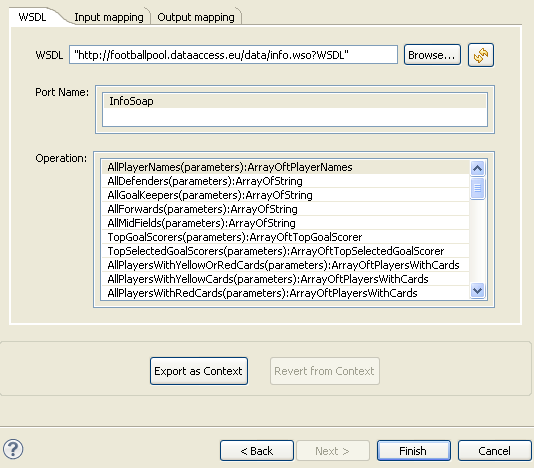 WSDL Input mapping Output mapping
WSDL "http://footballpool.dataaccess.eu/data/info.wso?WSDL" Browse...
Port Name: InfoSoap
Operation:
AllPlayerNames(parameters):ArrayOftPlayerNames
AllDefenders(parameters):ArrayOfString
AllGoalKeepers(parameters):ArrayOfString
AllForwards(parameters):ArrayOfString
AllMidFields(parameters):ArrayOfString
TopGoalScorers(parameters):ArrayOftTopGoalScorer
TopSelectedGoalScorers(parameters):ArrayOftTopSelectedGoalScorer
AllPlayersWithYellowOrRedCards(parameters):ArrayOftPlayersWithCards
AllPlayersWithYellowCards(parameters):ArrayOftPlayersWithCards
AllPlayersWithRedCards(parameters):ArrayOftPlayersWithCards
Export as Context Revert from Context
? < Back Next > Finish Cancel